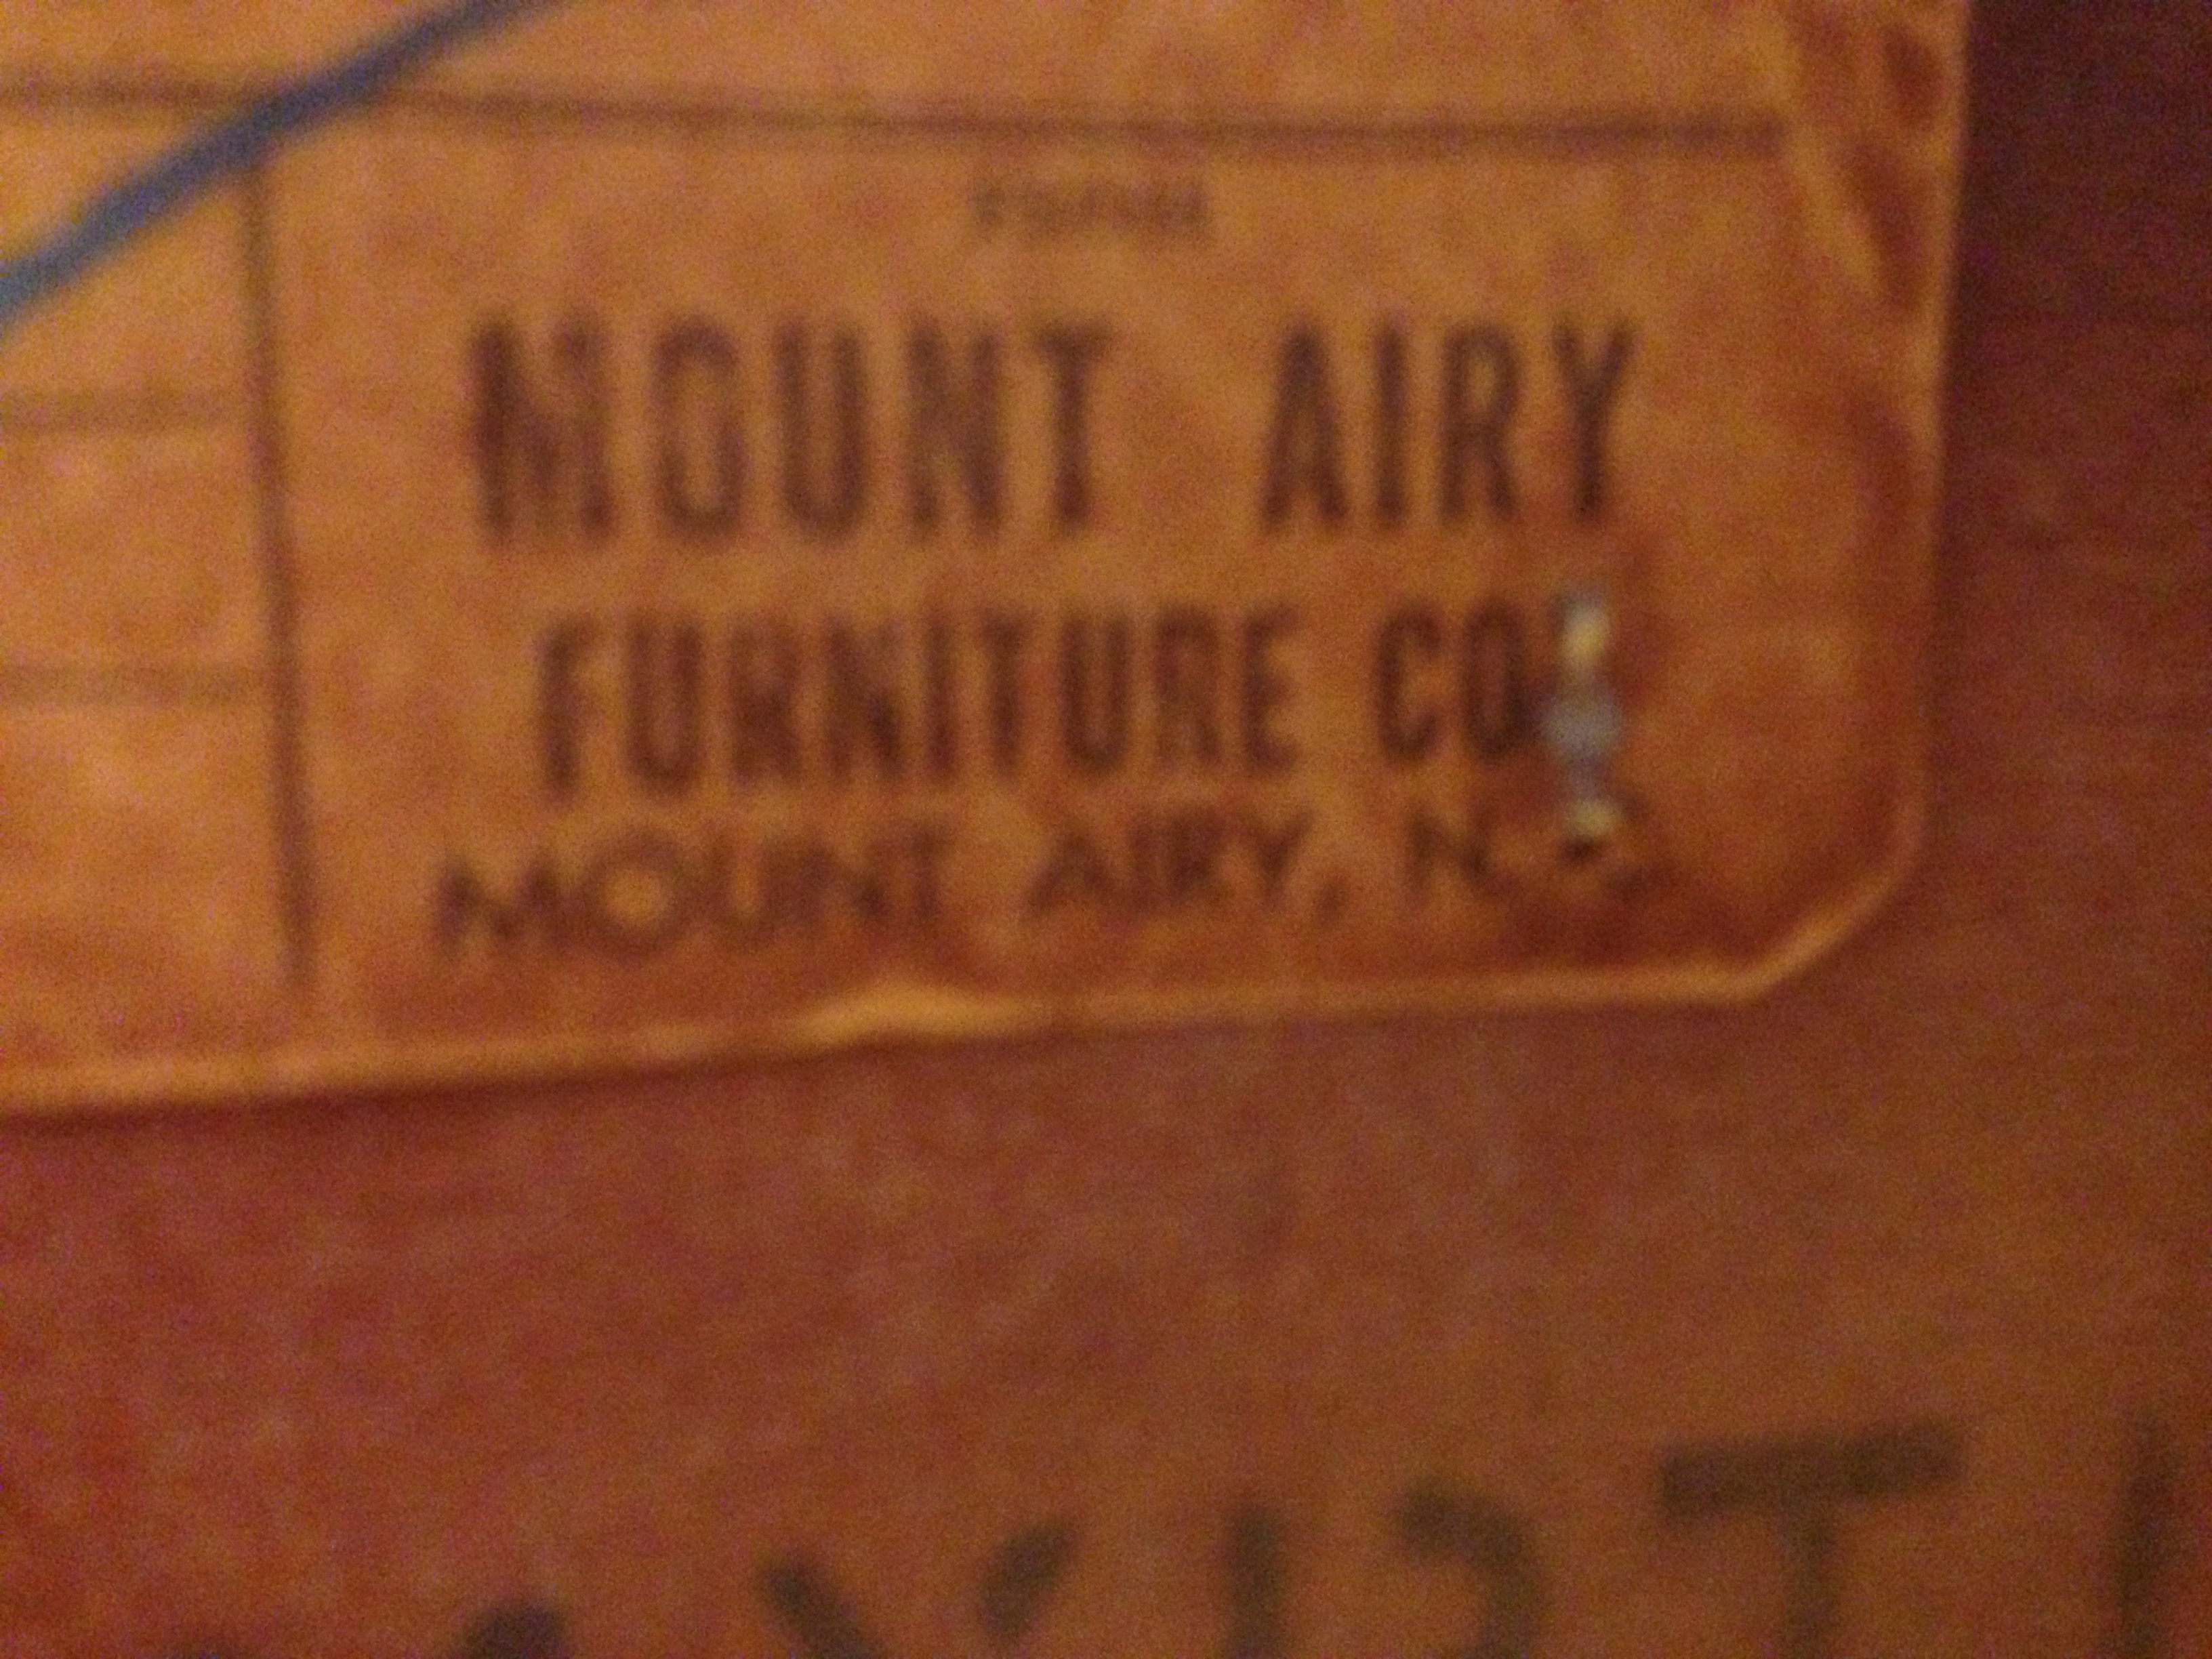 MOUNT AIRY
FURNITURE CO.
MOUNT AIRY, N.C.